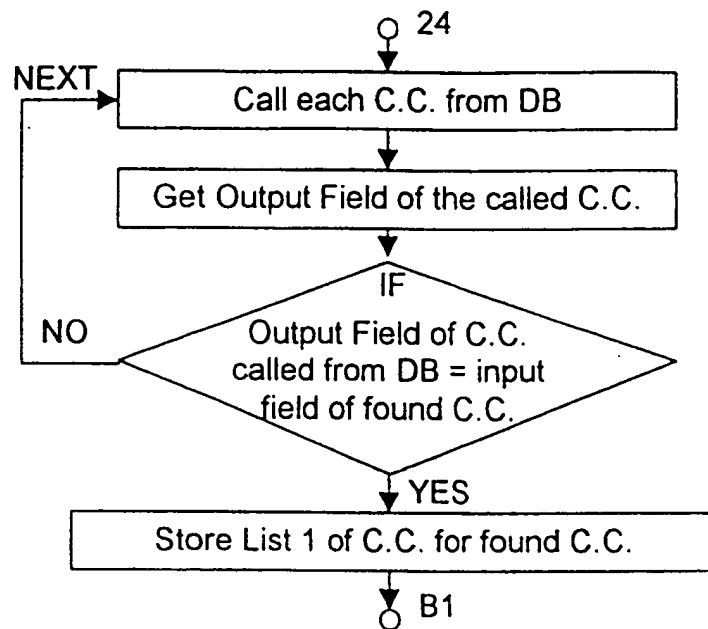 24
NEXT
Call each C.C. from DB
Get Output Field of the called C.C.
IF
NO
Output Field of C.C.
called from DB = input
field of found C.C.
YES
Store List 1 of C.C. for found C.C.
B1